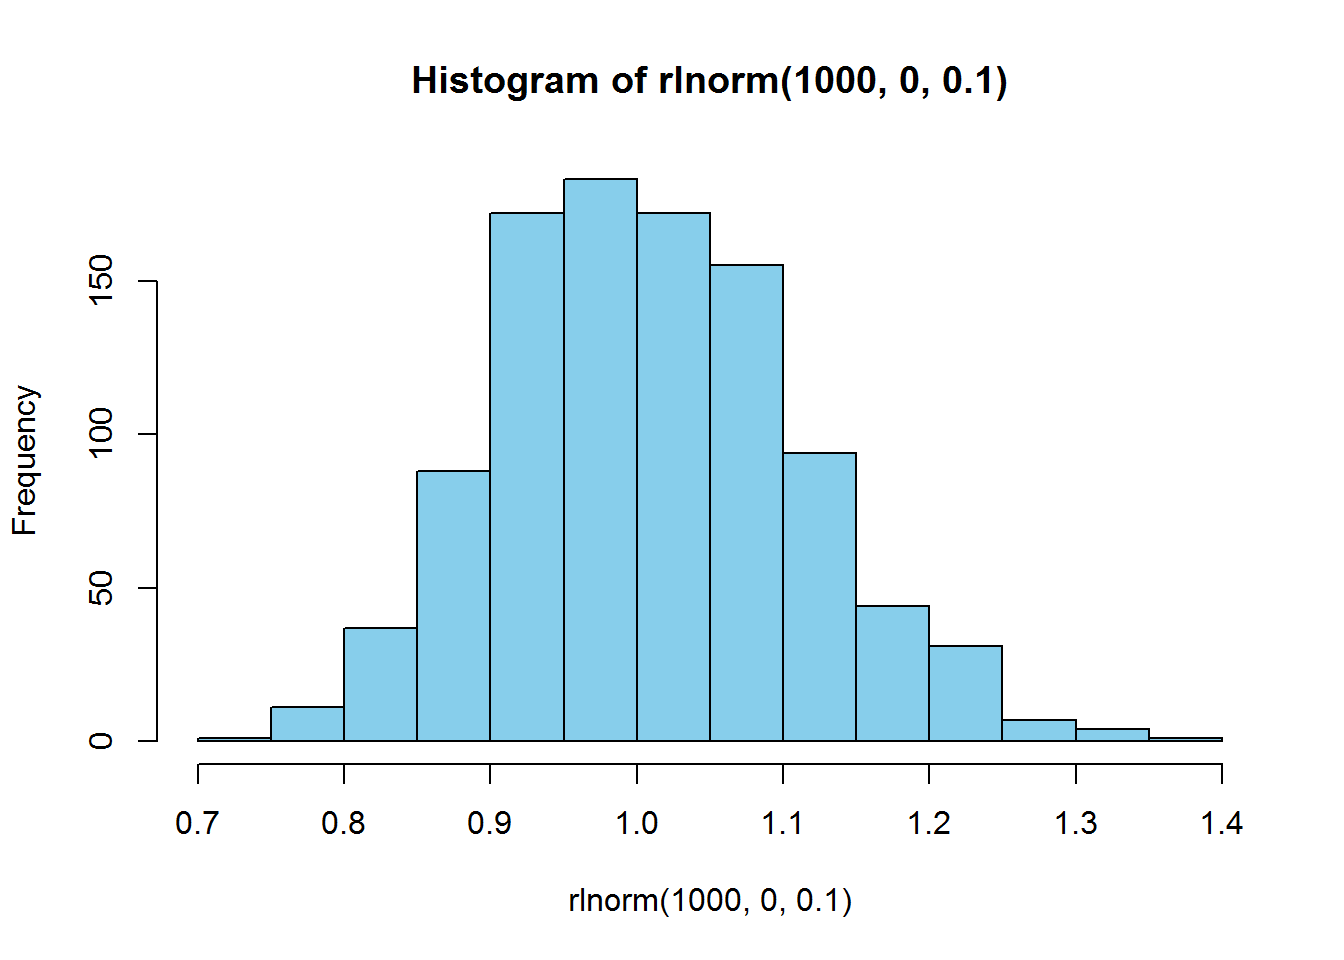 Histogram of rlnorm(1000, 0, 0.1)
Frequency
150
100
50
0
0.7 0.8 0.9 1.0 1.1 1.2 1.3 1.4
rlnorm(1000, 0, 0.1)